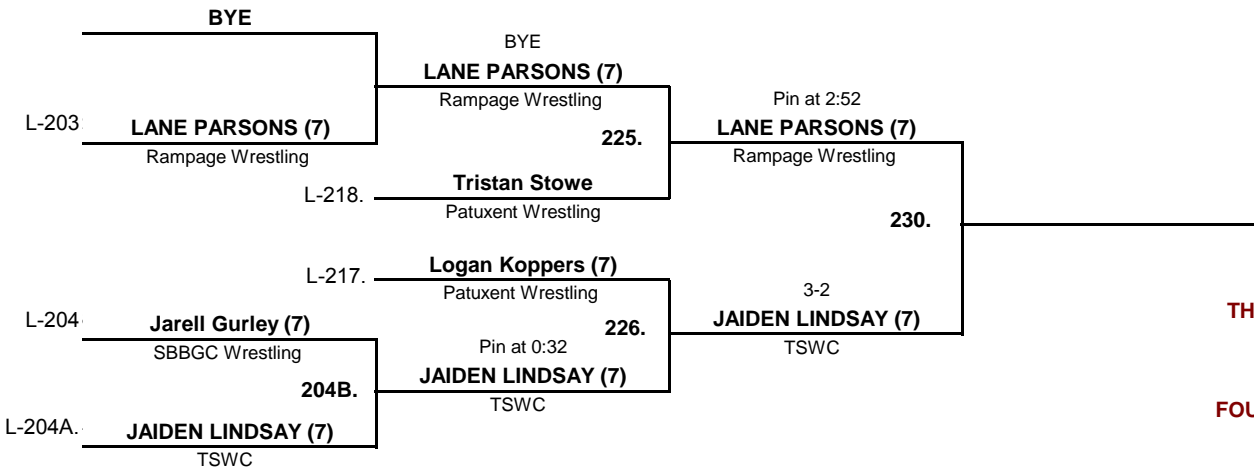 BYE
BYE
LANE PARSONS (7)
Rampage Wrestling
Pin at 2:52
L-203
LANE PARSONS (7)
LANE PARSONS (7)
Rampage Wrestling
225.
Rampage Wrestling
L-218.
Tristan Stowe
Patuxent Wrestling
230.
L-217.
Logan Koppers (7)
Patuxent Wrestling
3-2
L-204
Jarell Gurley (7)
226.
JAIDEN LINDSAY (7)
TH
SBBGC Wrestling
Pin at 0:32
TSWC
204B.
JAIDEN LINDSAY (7)
TSWC
FOU
L-204A.
JAIDEN LINDSAY (7)
TSWC